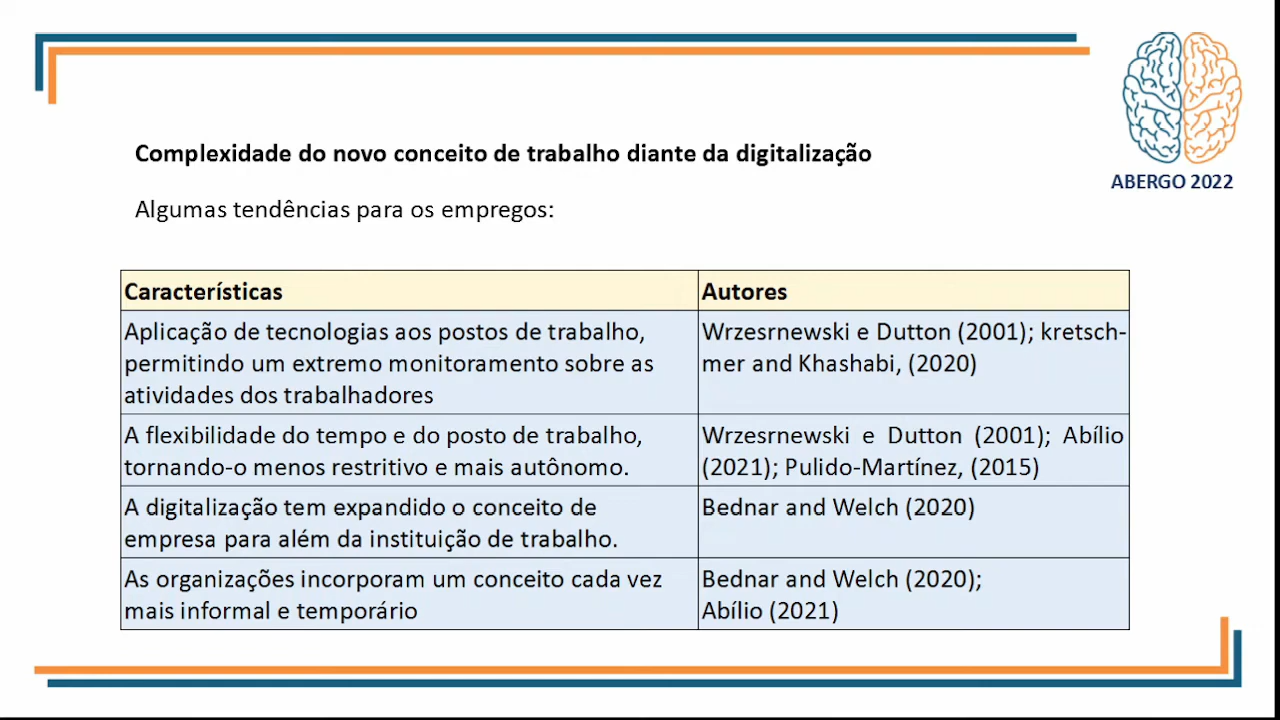 ABERGO 2022
Complexidade do novo conceito de trabalho diante da digitalização
Algumas tendências para os empregos:
Características
Autores
Aplicação de tecnologias aos postos de trabalho,
permitindo um extremo monitoramento sobre as
atividades dos trabalhadores
Wrzesrnewski e Dutton (2001); kretsch-
mer and Khashabi, (2020)
A flexibilidade do tempo e do posto de trabalho,
tornando-o menos restritivo e mais autônomo.
Wrzesrnewski e Dutton (2001); Abílio
(2021); Pulido-Martínez, (2015)
A digitalização tem expandido o conceito de
empresa para além da instituição de trabalho.
Bednar and Welch (2020)
As organizações incorporam um conceito cada vez
mais informal e temporário
Bednar and Welch (2020);
Abílio (2021)